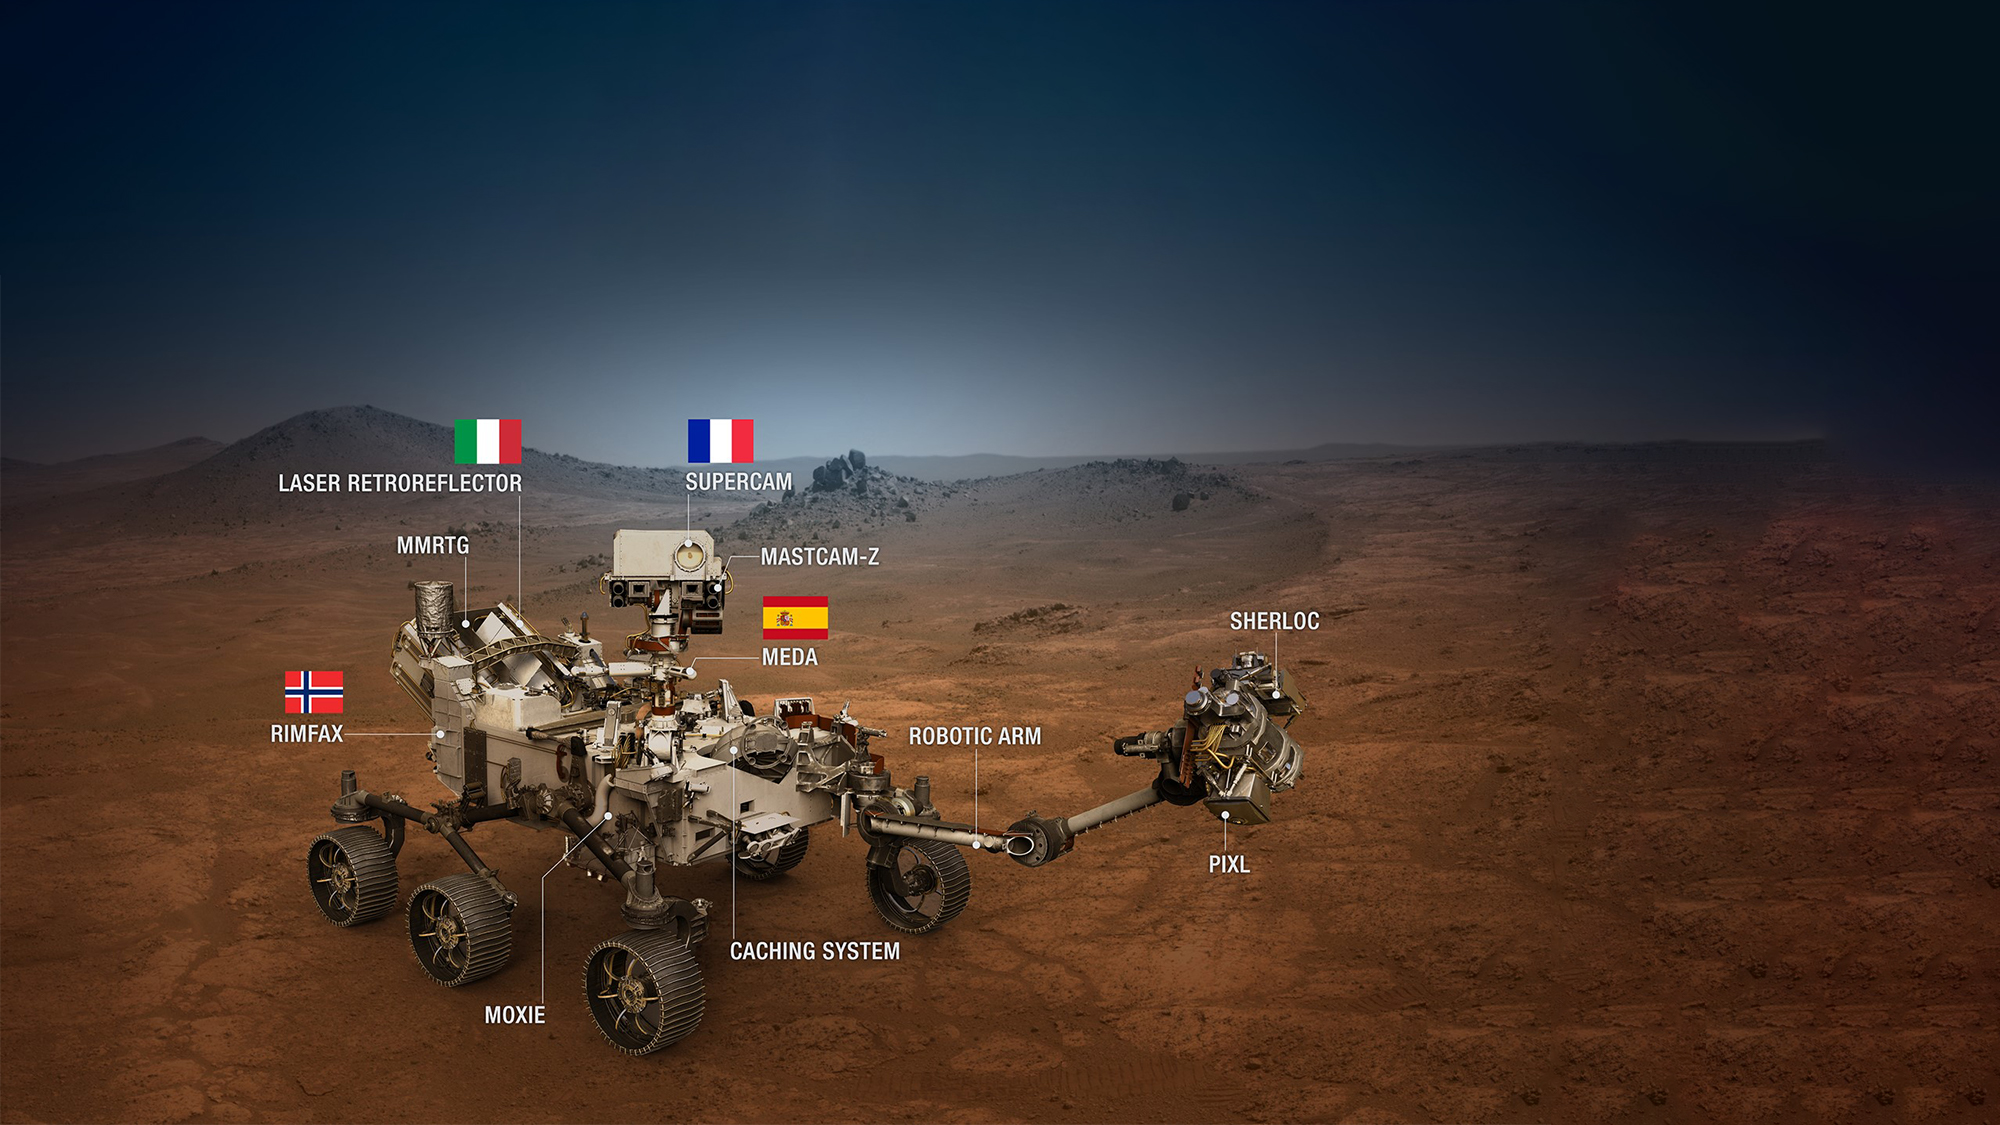 LASER RETROREFLECTOR
SUPERCAM
MMRTG
MASTCAM-Z
SHERLOC
MEDA
RIMFAX
ROBOTIC ARM
PIXL
CACHING SYSTEM
MOXIE